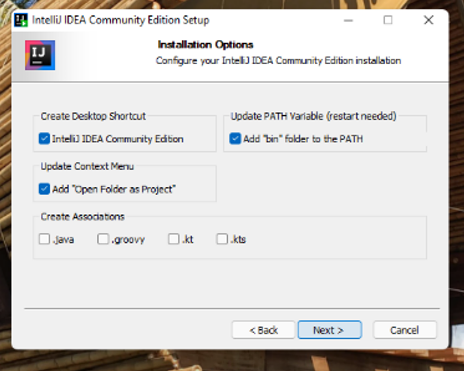 IntelliJ IDEA Community Edition Setup
IJ
Installation Options
Configure your IntelliJ IDEA Community Edition installation
Create Desktop Shortcut
IntelliJ IDEA Community Edition
Update PATH Variable (restart needed)
Add "bin" folder to the PATH
Update Context Menu
Add "Open Folder as Project"
Create Associations
.java .groovy .kt .kts
< Back Next > Cancel